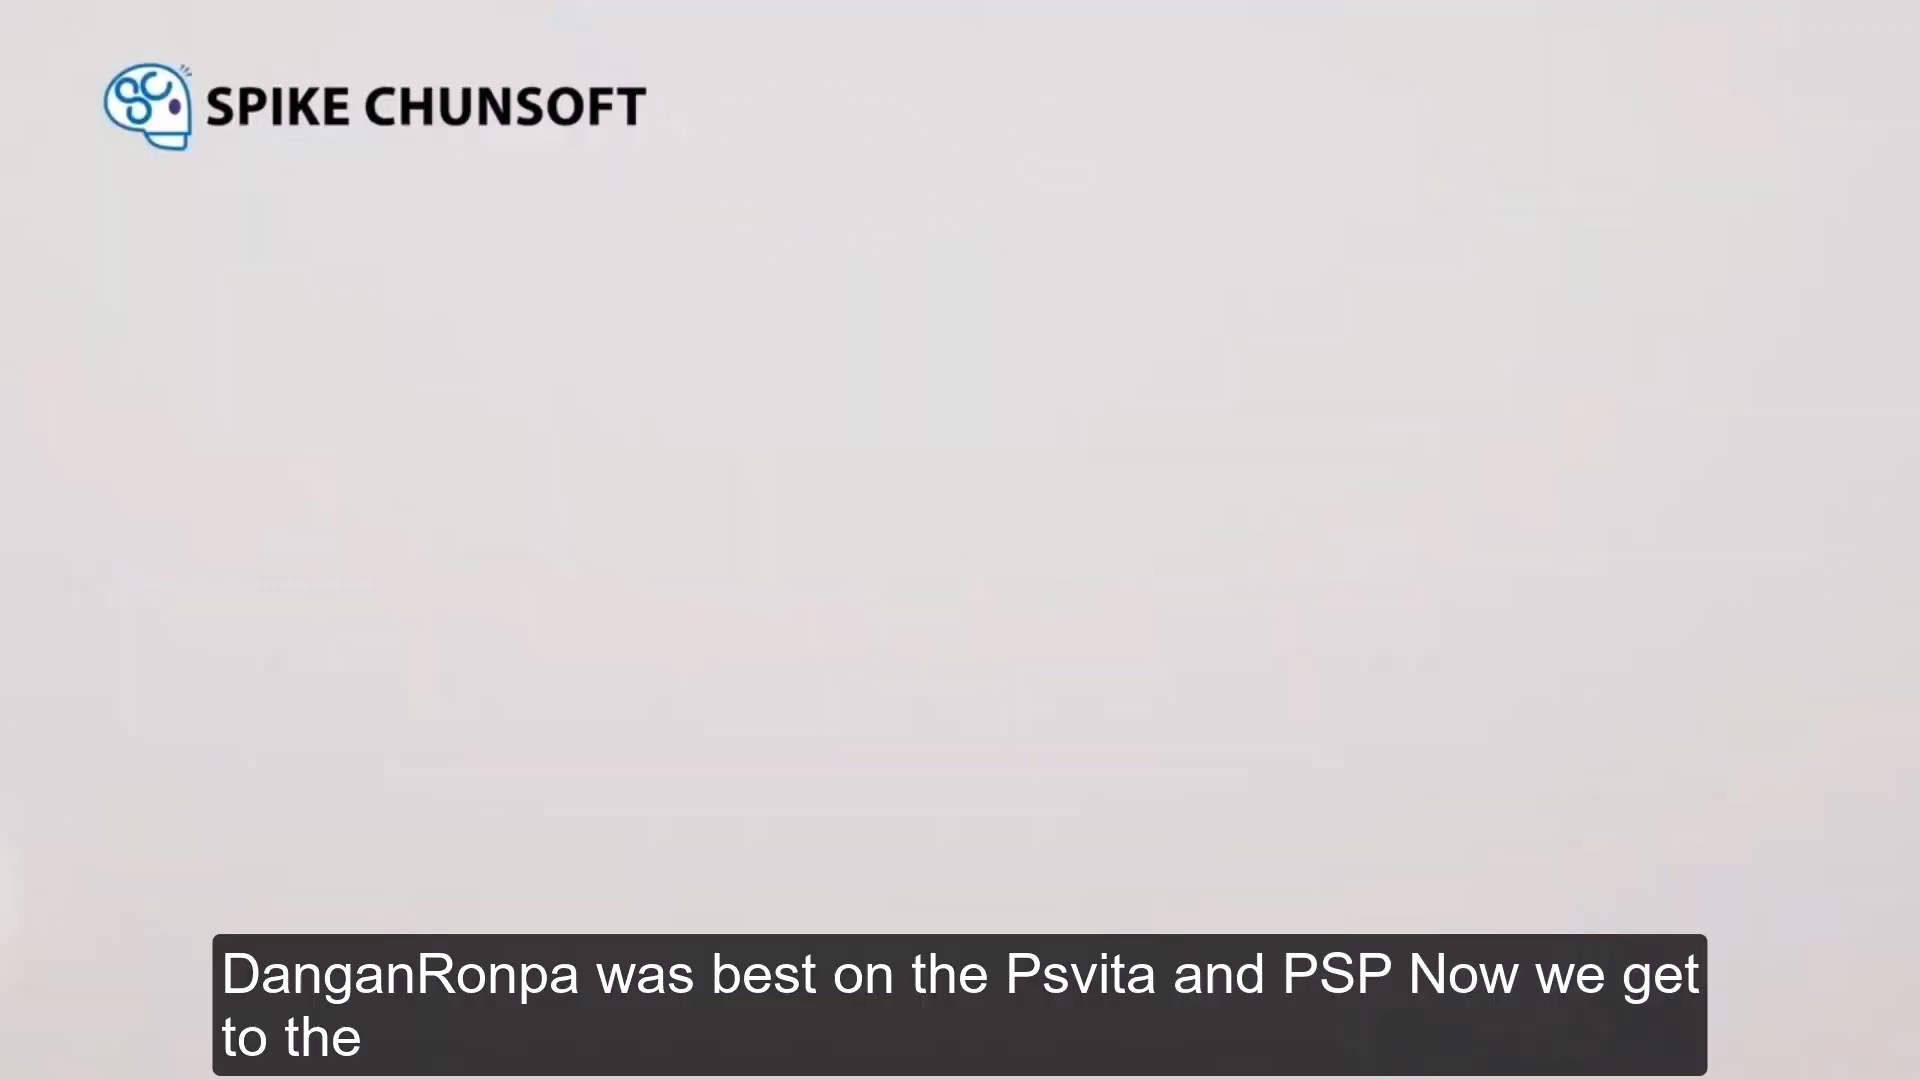 SPIKE CHUNSOFT
DanganRonpa was best on the Psvita and PSP Now we get
to the